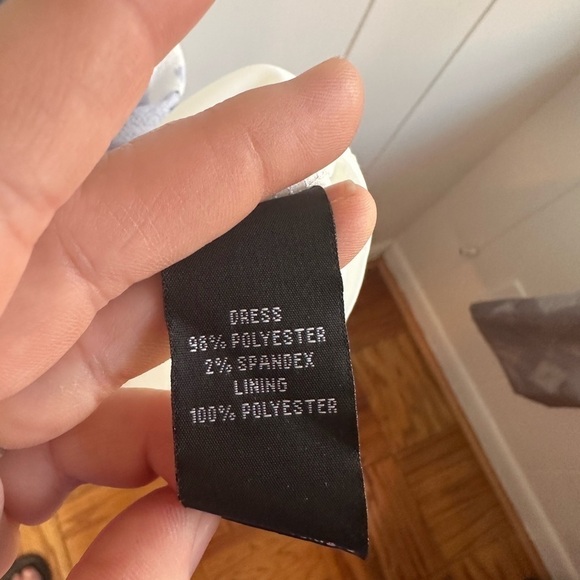 DRESS
98% POLYESTER
2% SPANDEX
LINING
100% POLYESTER